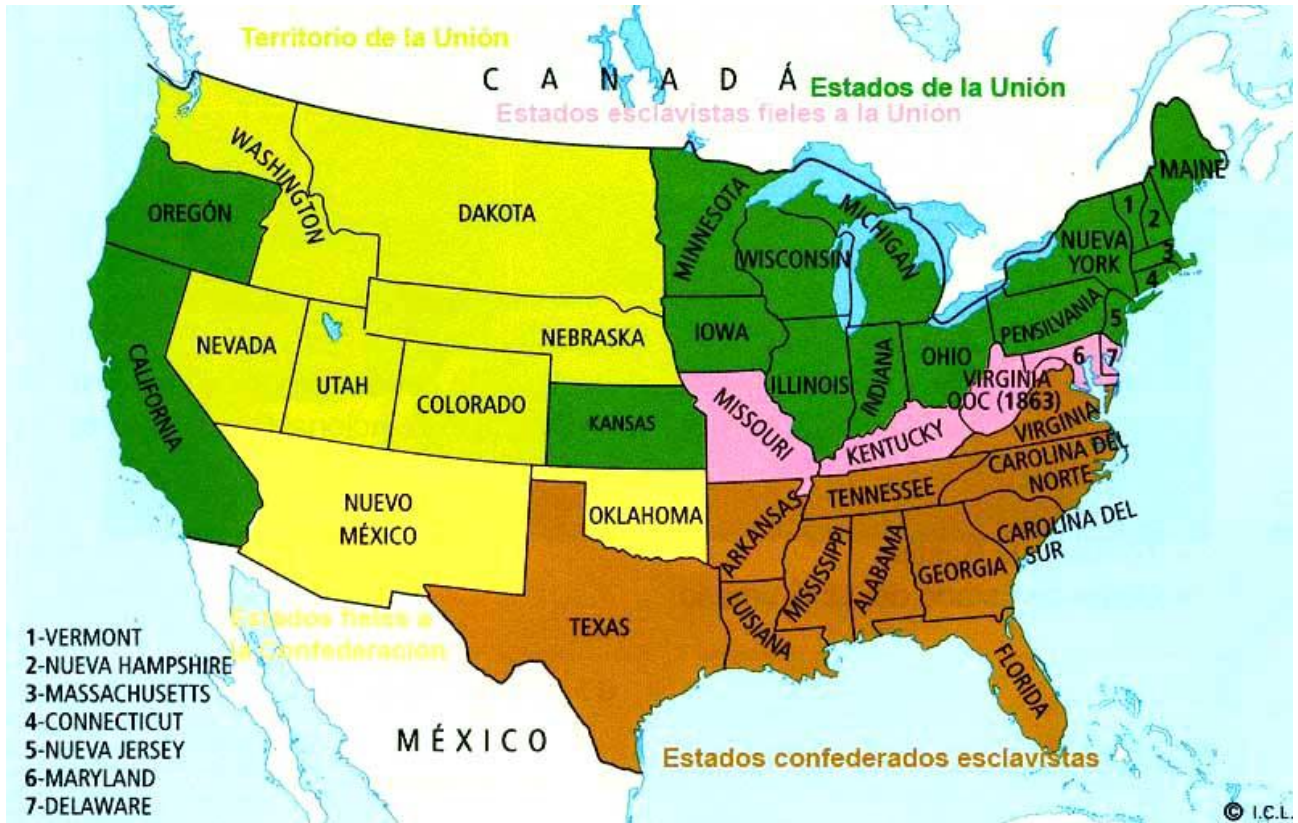 Territorio de la Unión
CANADÁ
Estados de la Unión
Estados esclavistas fieles a la Unión
WASHINGTON
OREGÓN
DAKOTA
MINNESOTA
WISCONSIN
MICHIGAN
MAINE
1
2
NUEVA
YORK
3
4
NEBRASKA
IOWA
PENSILVANIA
5
NEVADA
UTAH
COLORADO
CALIFORNIA
ILLINOIS
INDIANA
OHIO
6
7
VIRGINIA
OOC (1863)
KANSAS
MISSOURI
KENTUCKY
VIRGINIA
NUEVO
MÉXICO
OKLAHOMA
ARKANSAS
TENNESSEE
CAROLINA DEL
NORTE
CAROLINA DEL
SUR
TEXAS
LUISIANA
MISSISSIPPI
ALABAMA
GEORGIA
FLORIDA
Estados fieles a
la Confederación
1-VERMONT
2-NUEVA HAMPSHIRE
3-MASSACHUSETTS
4-CONNECTICUT
5-NUEVA JERSEY
6-MARYLAND
7-DELAWARE
MÉXICO
Estados confederados esclavistas
© I.C.L.